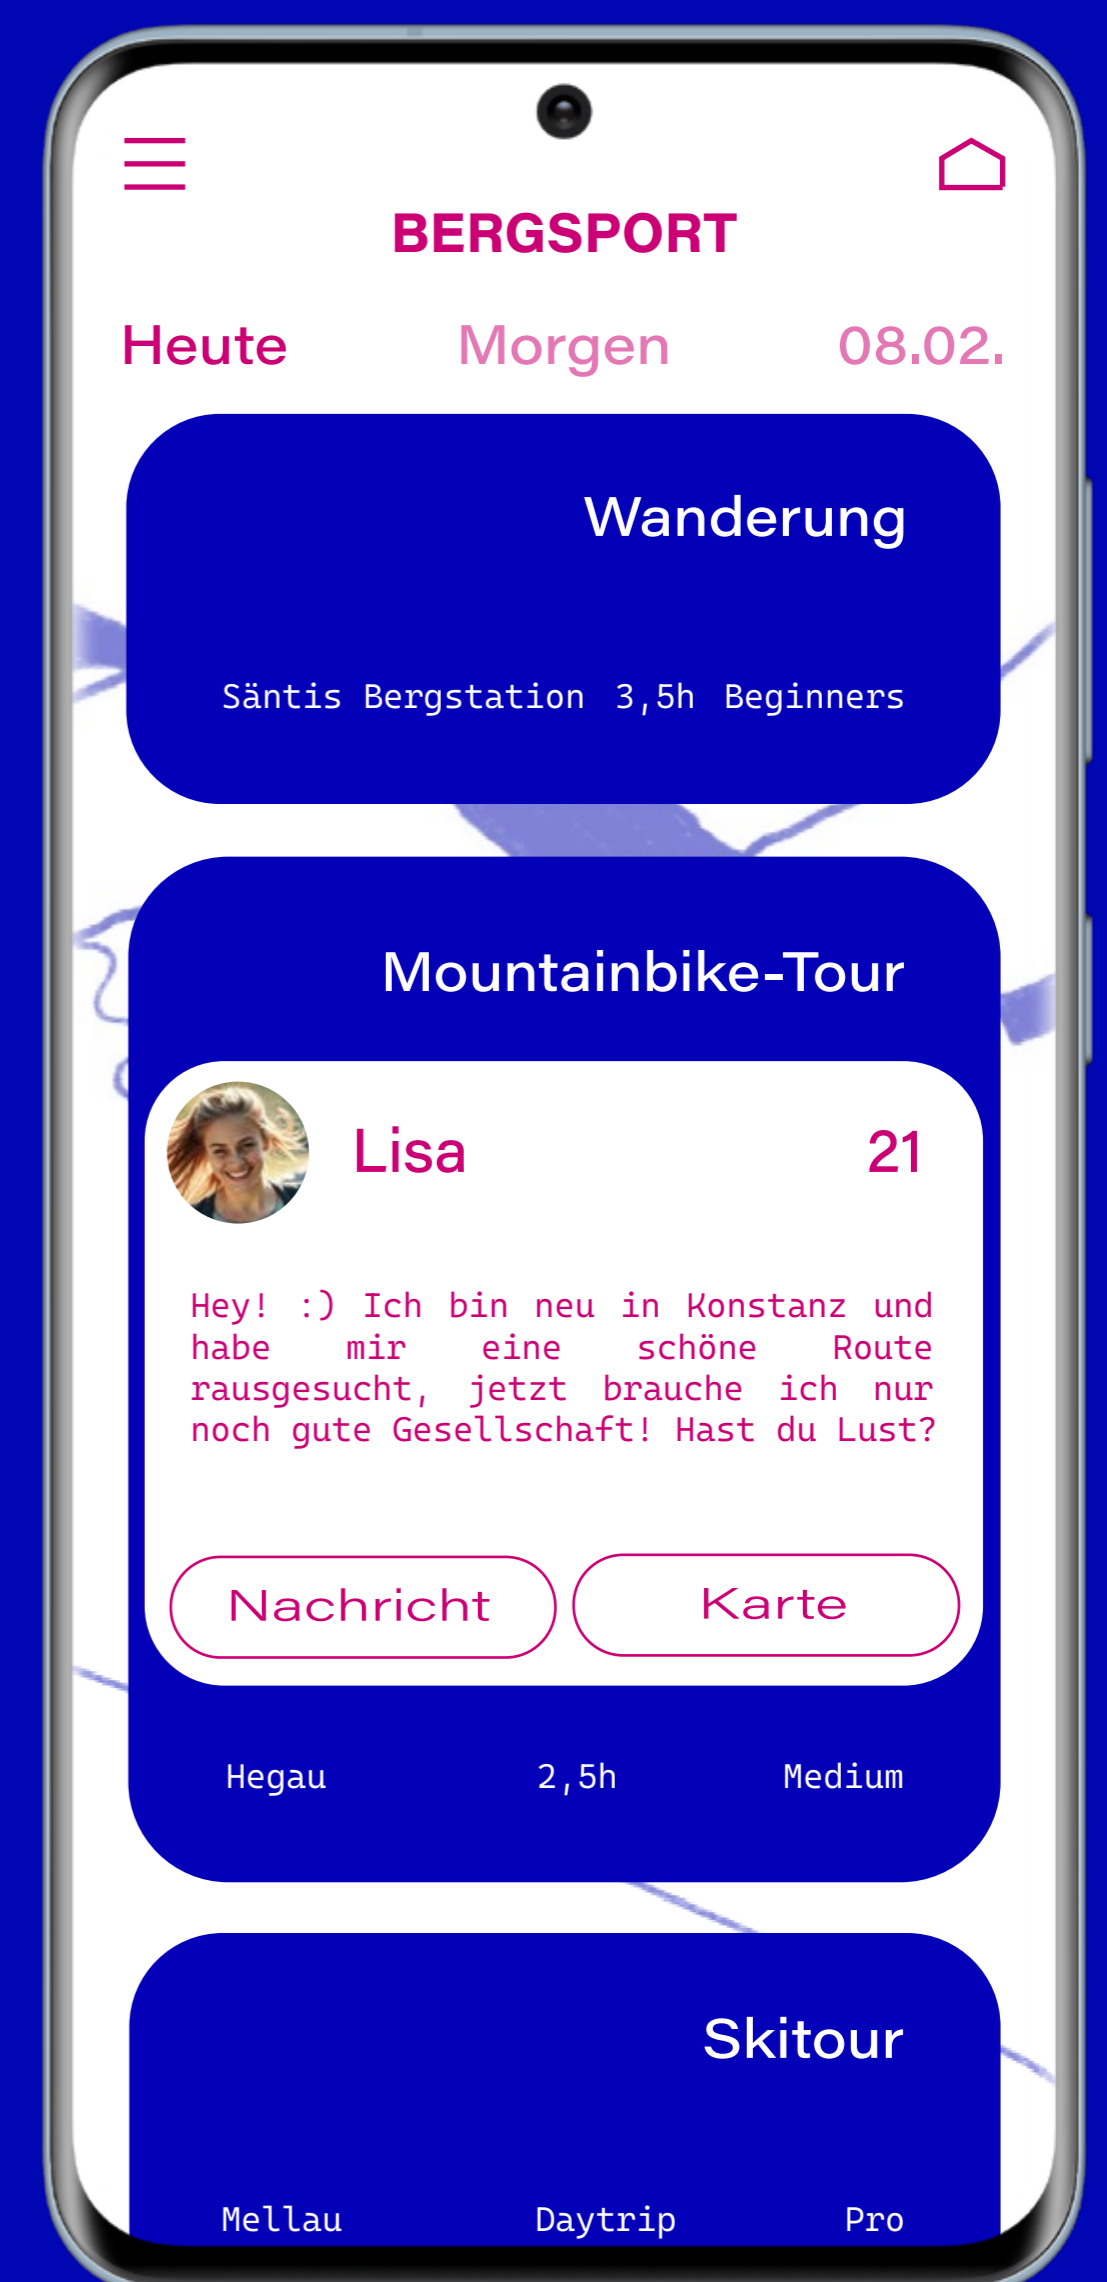 BERGSPORT
Heute Morgen 08.02.
Wanderung
Säntis Bergstation 3,5h Beginners
Mountainbike-Tour
Lisa 21
Hey! :) Ich bin neu in Konstanz und
habe mir eine schöne Route
rausgesucht, jetzt brauche ich nur
noch gute Gesellschaft! Hast du Lust?
Nachricht Karte
Hegau 2,5h Medium
Skitour
Mellau Daytrip Pro